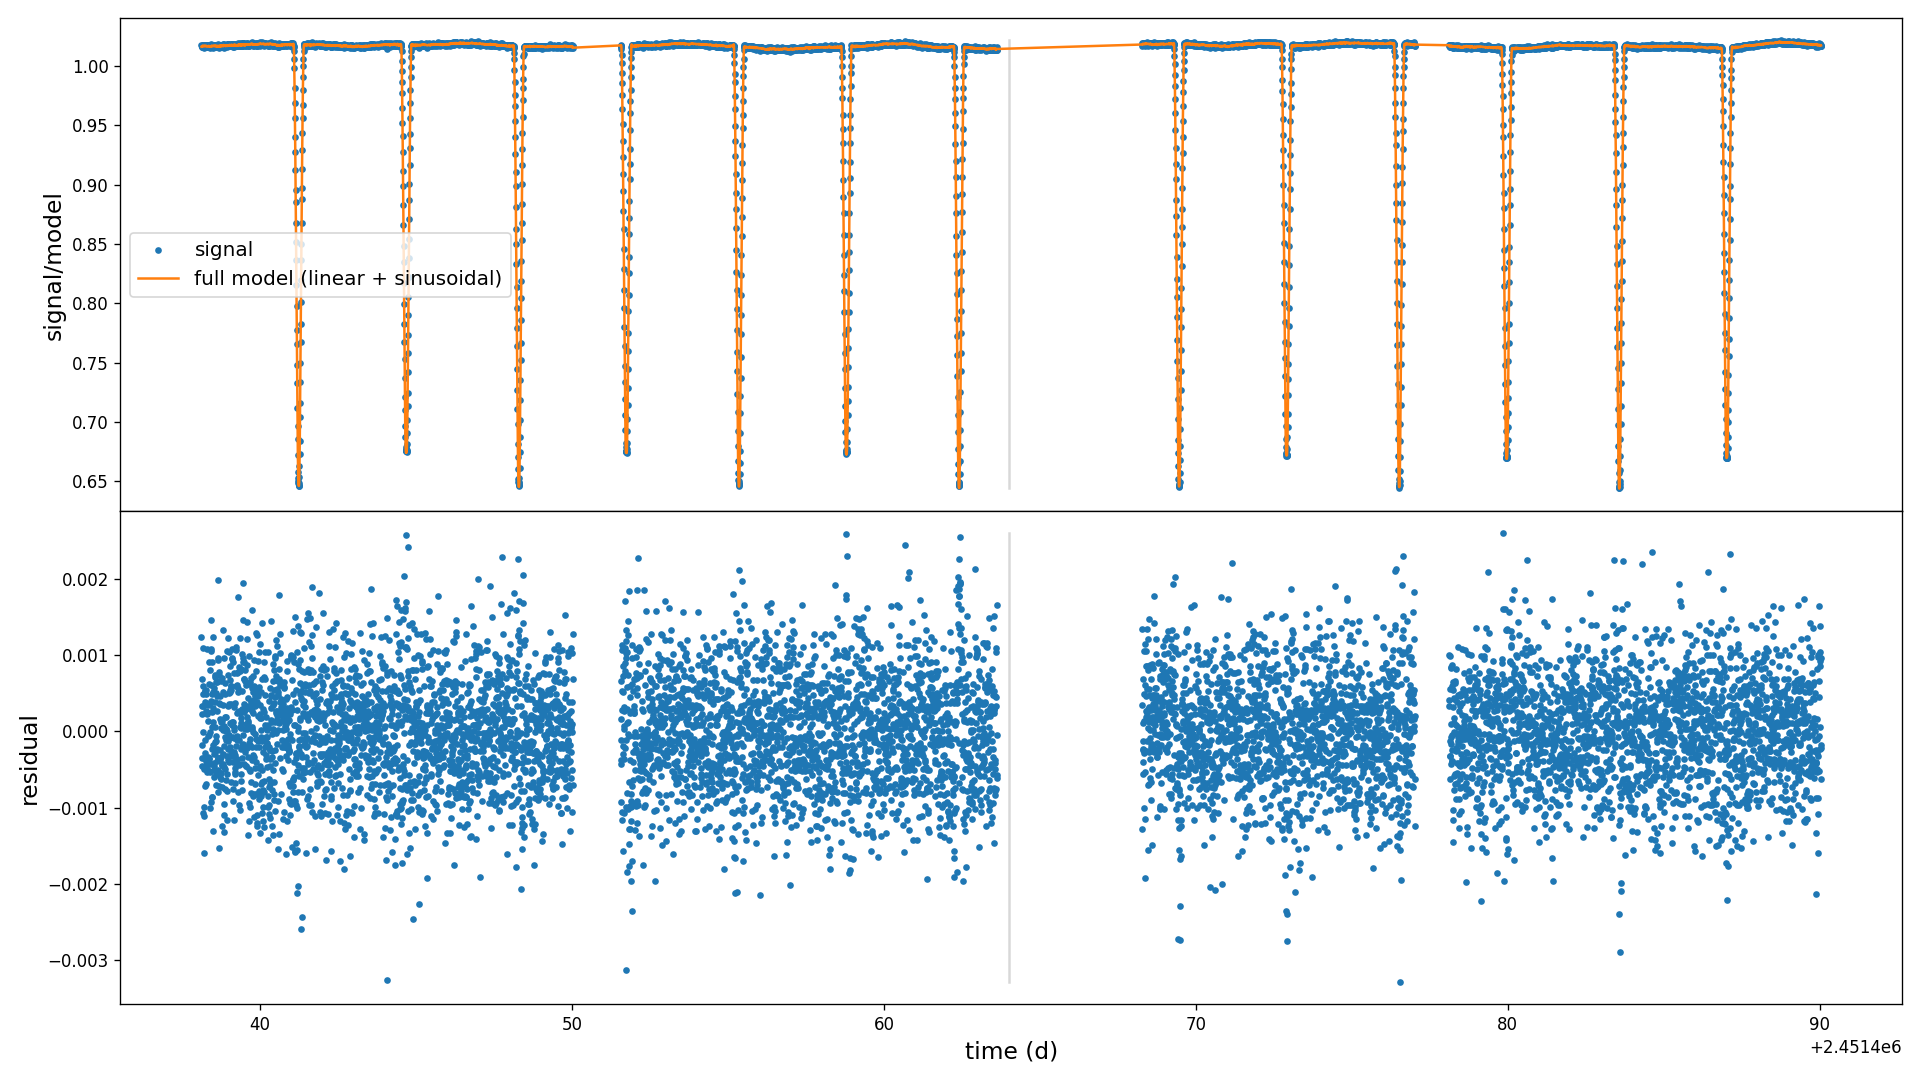 1.00
0.95
0.90
0.85
0.80
0.75
0.70
0.65
signal/model
signal
full model (linear + sinusoidal)
0.002
0.001
0.000
−0.001
−0.002
−0.003
residual
40 50 60 70 80 90
time (d)
+2.4514e6